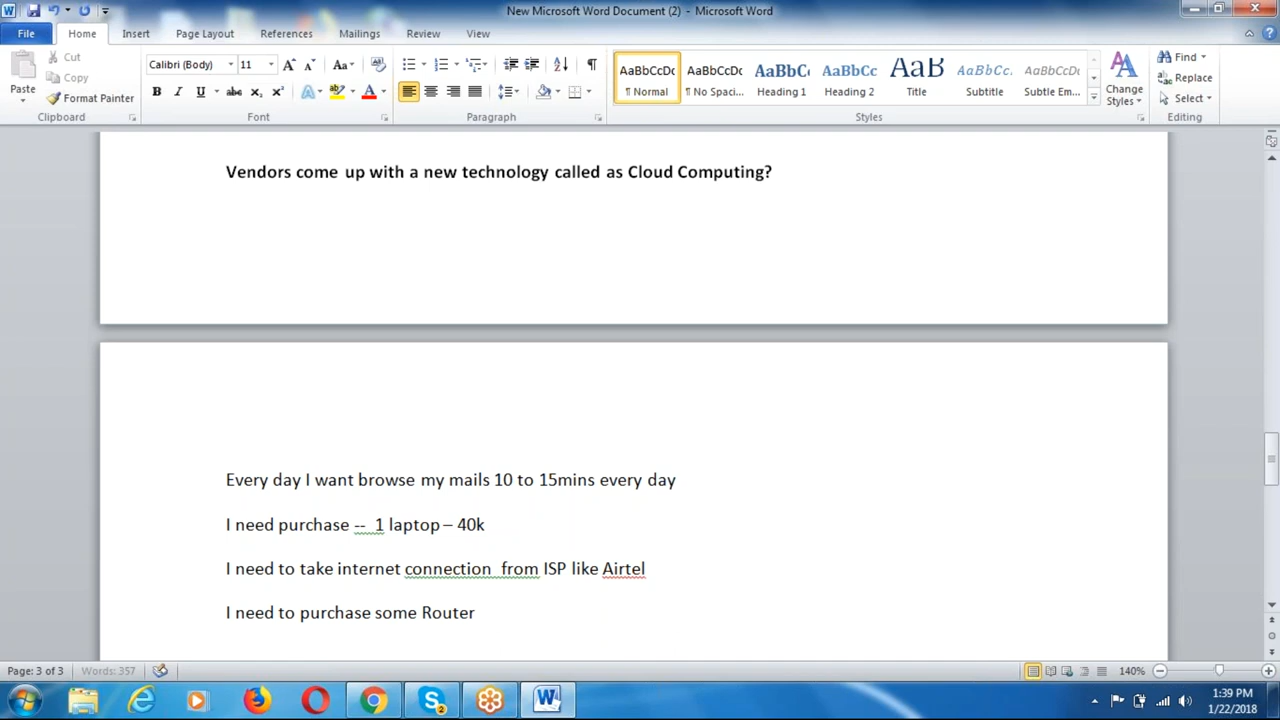 New Microsoft Word Document (2) - Microsoft Word
File Home Insert Page Layout References Mailings Review View
Paste
Cut
Copy
Format Painter
Clipboard
Calibri (Body) 11
Font
Paragraph
AaBbCcDc AaBbCcDc AaBbC AaBbCc AaB AaBbCc. AaBbCcDc
¶ Normal ¶ No Spaci... Heading 1 Heading 2 Title Subtitle Subtle Em...
Styles
Change
Styles
Find
Replace
Select
Editing
Vendors come up with a new technology called as Cloud Computing?
Every day I want browse my mails 10 to 15mins every day
I need purchase -- 1 laptop – 40k
I need to take internet connection from ISP like Airtel
I need to purchase some Router
Page: 3 of 3 Words: 357 140%
2
1:39 PM
1/22/2018